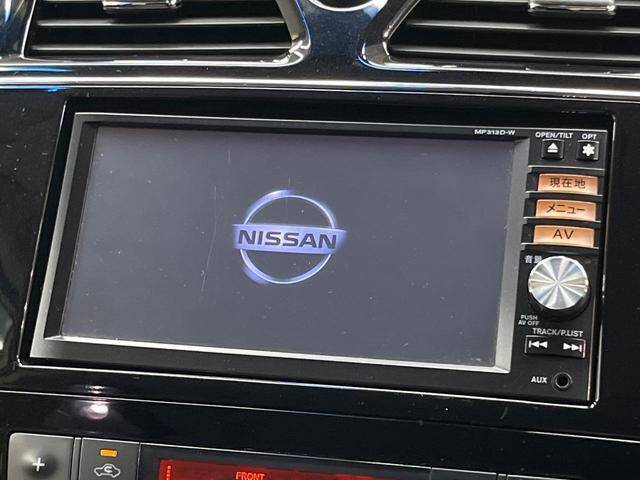 MP313D-W
OPEN/TILT OPT
現在地
メニュー
AV
NISSAN
音量
PUSH
AV OFF
TRACK/P.LIST
AUX
FRONT